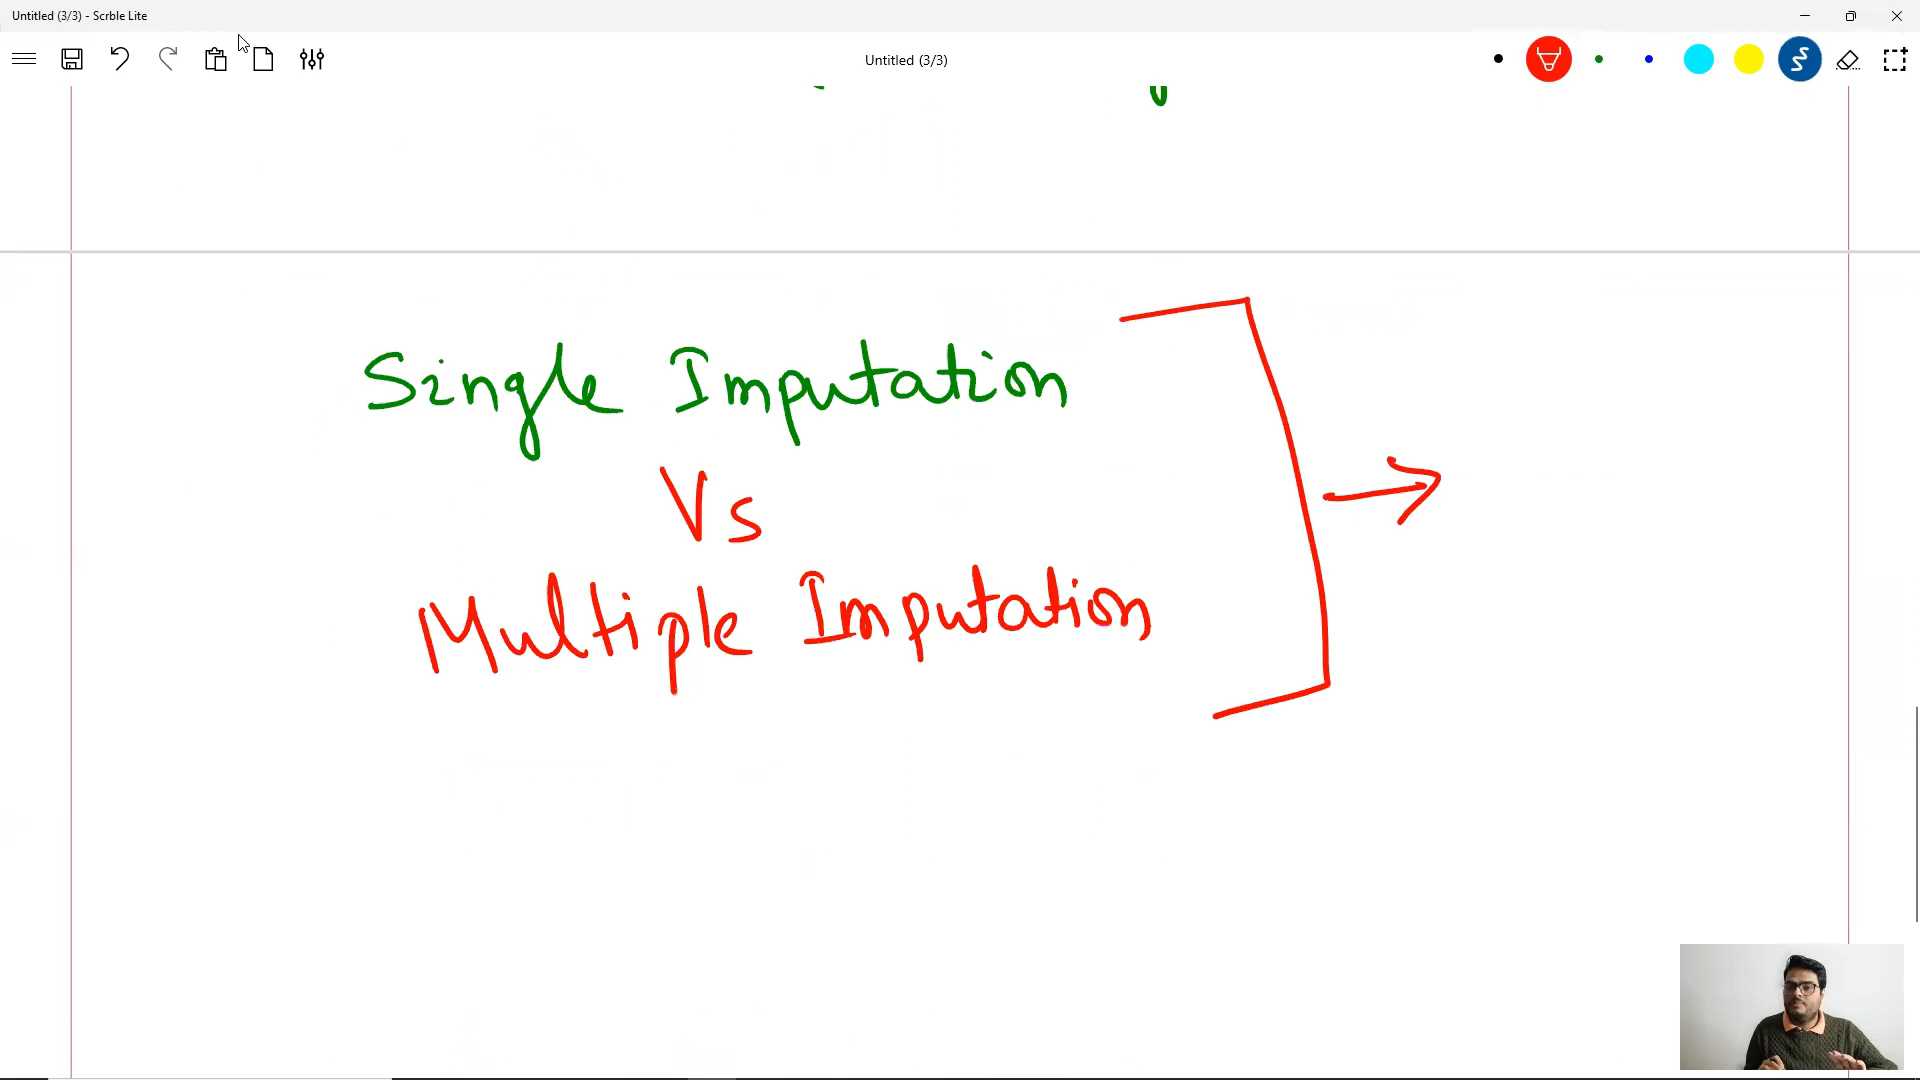 Untitled (3/3) - Scrble Lite
Untitled (3/3)
Single Imputation
Vs
Multiple Imputation